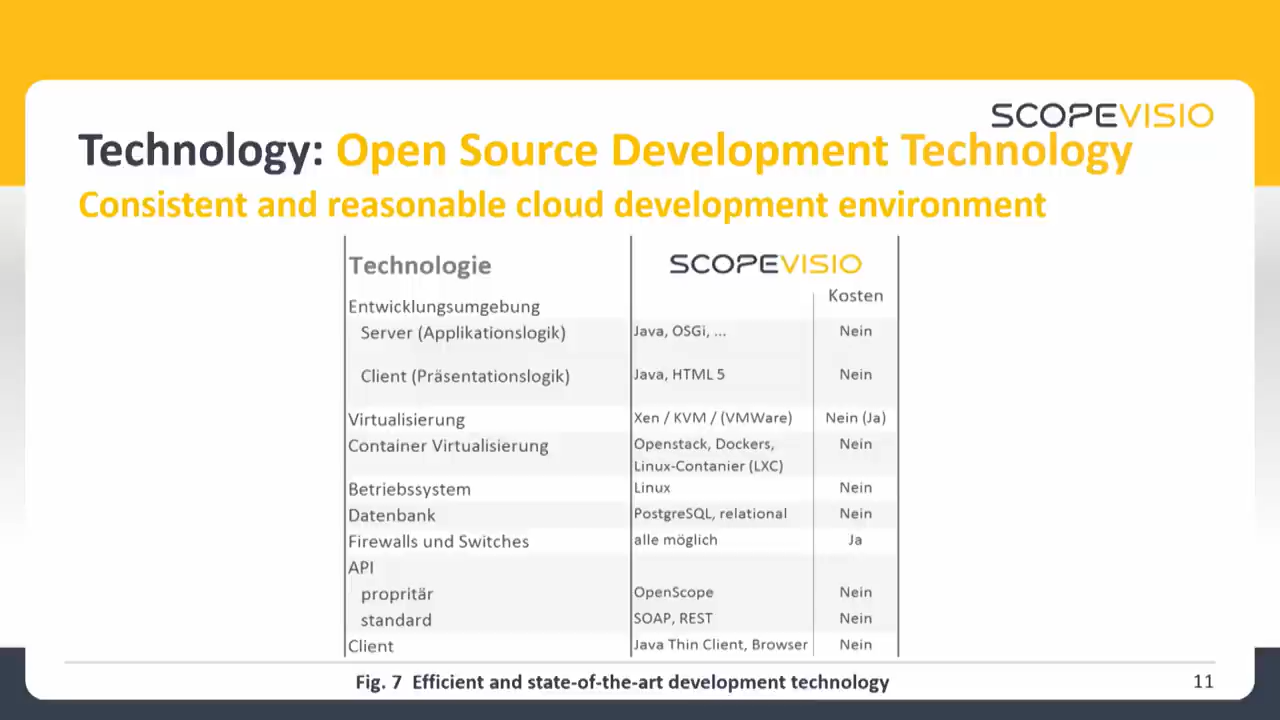 SCOPEVISIO
Technology: Open Source Development Technology
Consistent and reasonable cloud development environment
Technologie SCOPEVISIO
Kosten
Entwicklungsumgebung
Server (Applikationslogik) Java, OSGi, ... Nein
Client (Präsentationslogik) Java, HTML 5 Nein
Virtualisierung Xen / KVM / (VMWare) Nein (Ja)
Container Virtualisierung Openstack, Dockers, Nein
Linux-Contanier (LXC)
Betriebssystem Linux Nein
Datenbank PostgreSQL, relational Nein
Firewalls und Switches alle möglich Ja
API
propritär OpenScope Nein
standard SOAP, REST Nein
Client Java Thin Client, Browser Nein
Fig. 7 Efficient and state-of-the-art development technology 11